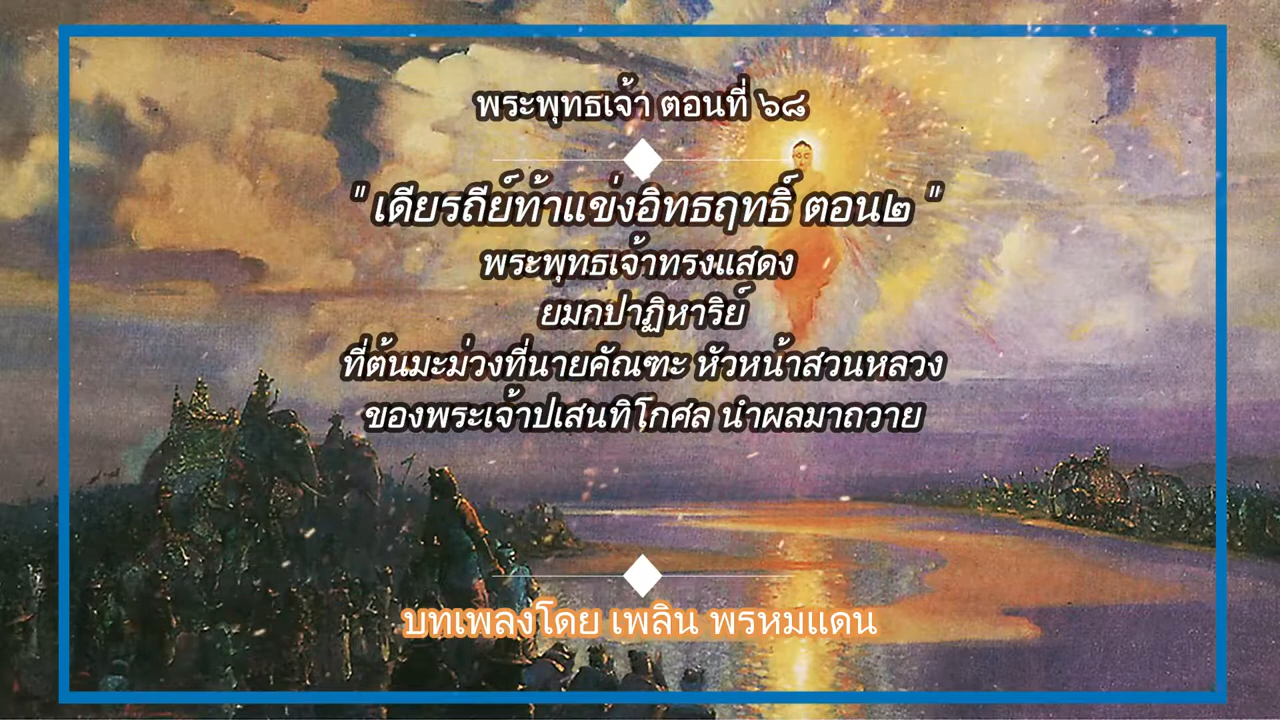 พระพุทธเจ้า ตอนที่ ๖๘
" เดียรถีย์ท้าแข่งอิทธฤทธิ์ ตอน๒ "
พระพุทธเจ้าทรงแสดง
ยมกปาฏิหาริย์
ที่ต้นมะม่วงที่นายคัณฑะ หัวหน้าสวนหลวง
ของพระเจ้าปเสนทิโกศล นำผลมาถวาย
บทเพลงโดย เพลิน พรหมแดน